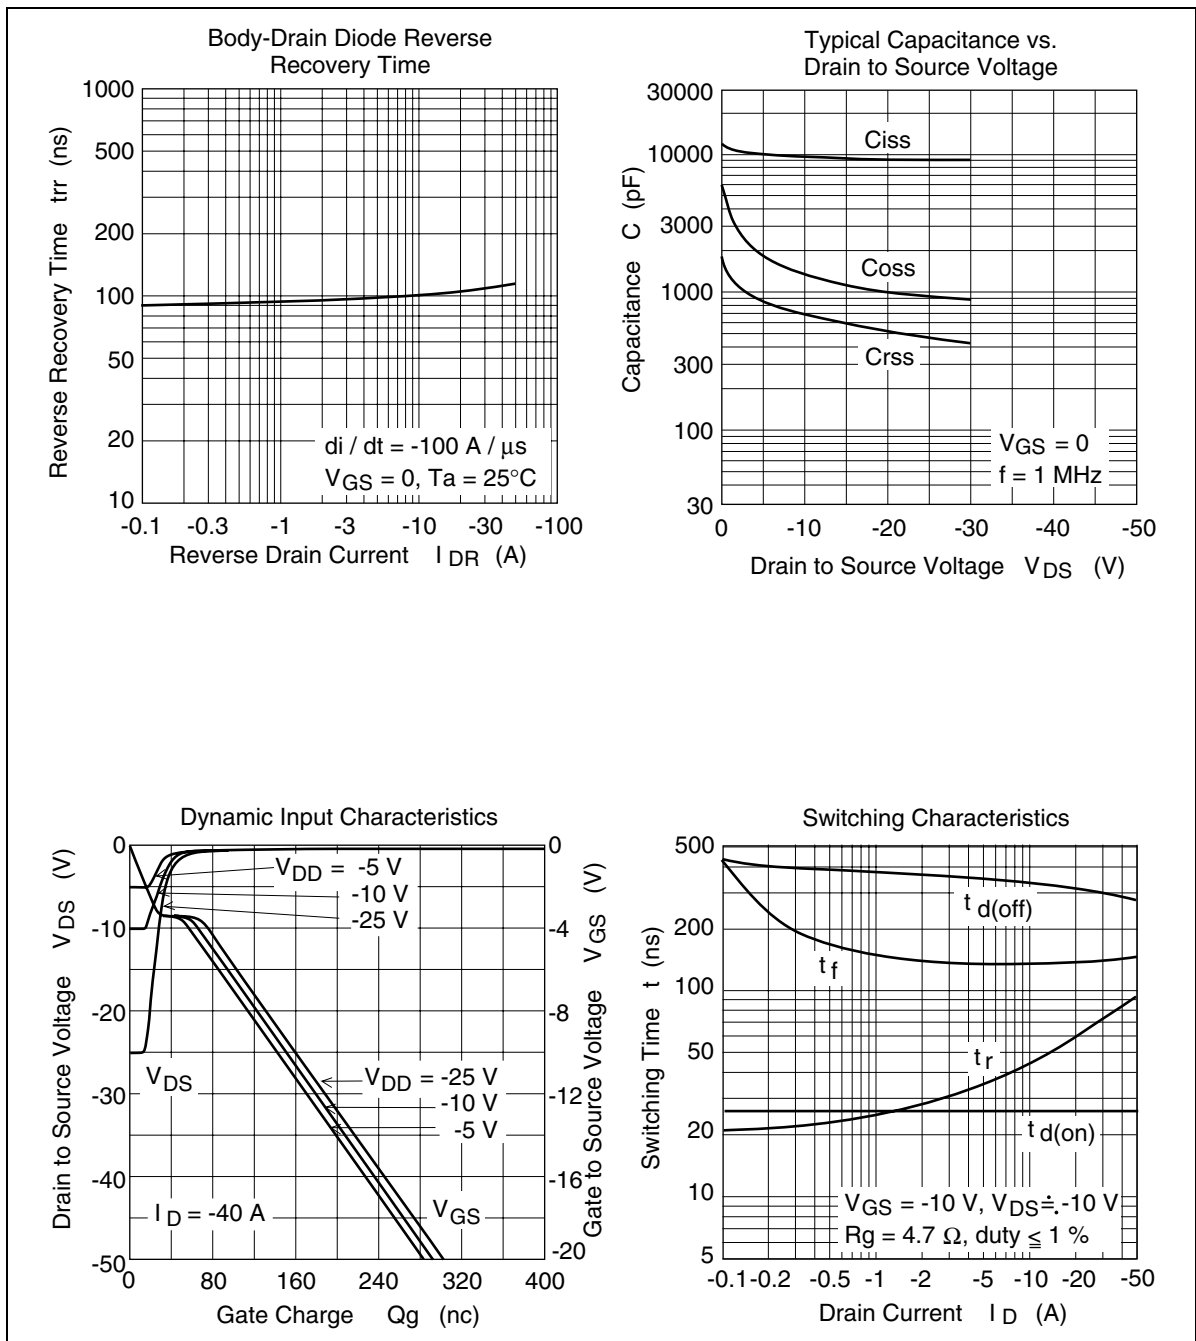 Body-Drain Diode Reverse
Recovery Time
Reverse Recovery Time trr (ns)
1000
500
200
100
50
20
10
di / dt = -100 A / μs
VGS = 0, Ta = 25°C
-0.1 -0.3 -1 -3 -10 -30 -100
Reverse Drain Current I DR (A)
Typical Capacitance vs.
Drain to Source Voltage
Capacitance C (pF)
30000
10000
3000
1000
300
100
30
Ciss
Coss
Crss
VGS = 0
f = 1 MHz
0 -10 -20 -30 -40 -50
Drain to Source Voltage VDS (V)
Dynamic Input Characteristics
Drain to Source Voltage VDS (V)
0
-10
-20
-30
-40
-50
VDD = -5 V
-10 V
-25 V
VDS
VDD = -25 V
-10 V
-5 V
I D = -40 A
VGS
0
-4
-8
-12
-16
-20
Gate to Source Voltage VGS (V)
0 80 160 240 320 400
Gate Charge Qg (nc)
Switching Characteristics
Switching Time t (ns)
500
200
100
50
20
10
5
t d(off)
t f
t r
t d(on)
VGS = -10 V, VDS ≒ -10 V
Rg = 4.7 Ω, duty ≦ 1 %
-0.1 -0.2 -0.5 -1 -2 -5 -10 -20 -50
Drain Current I D (A)